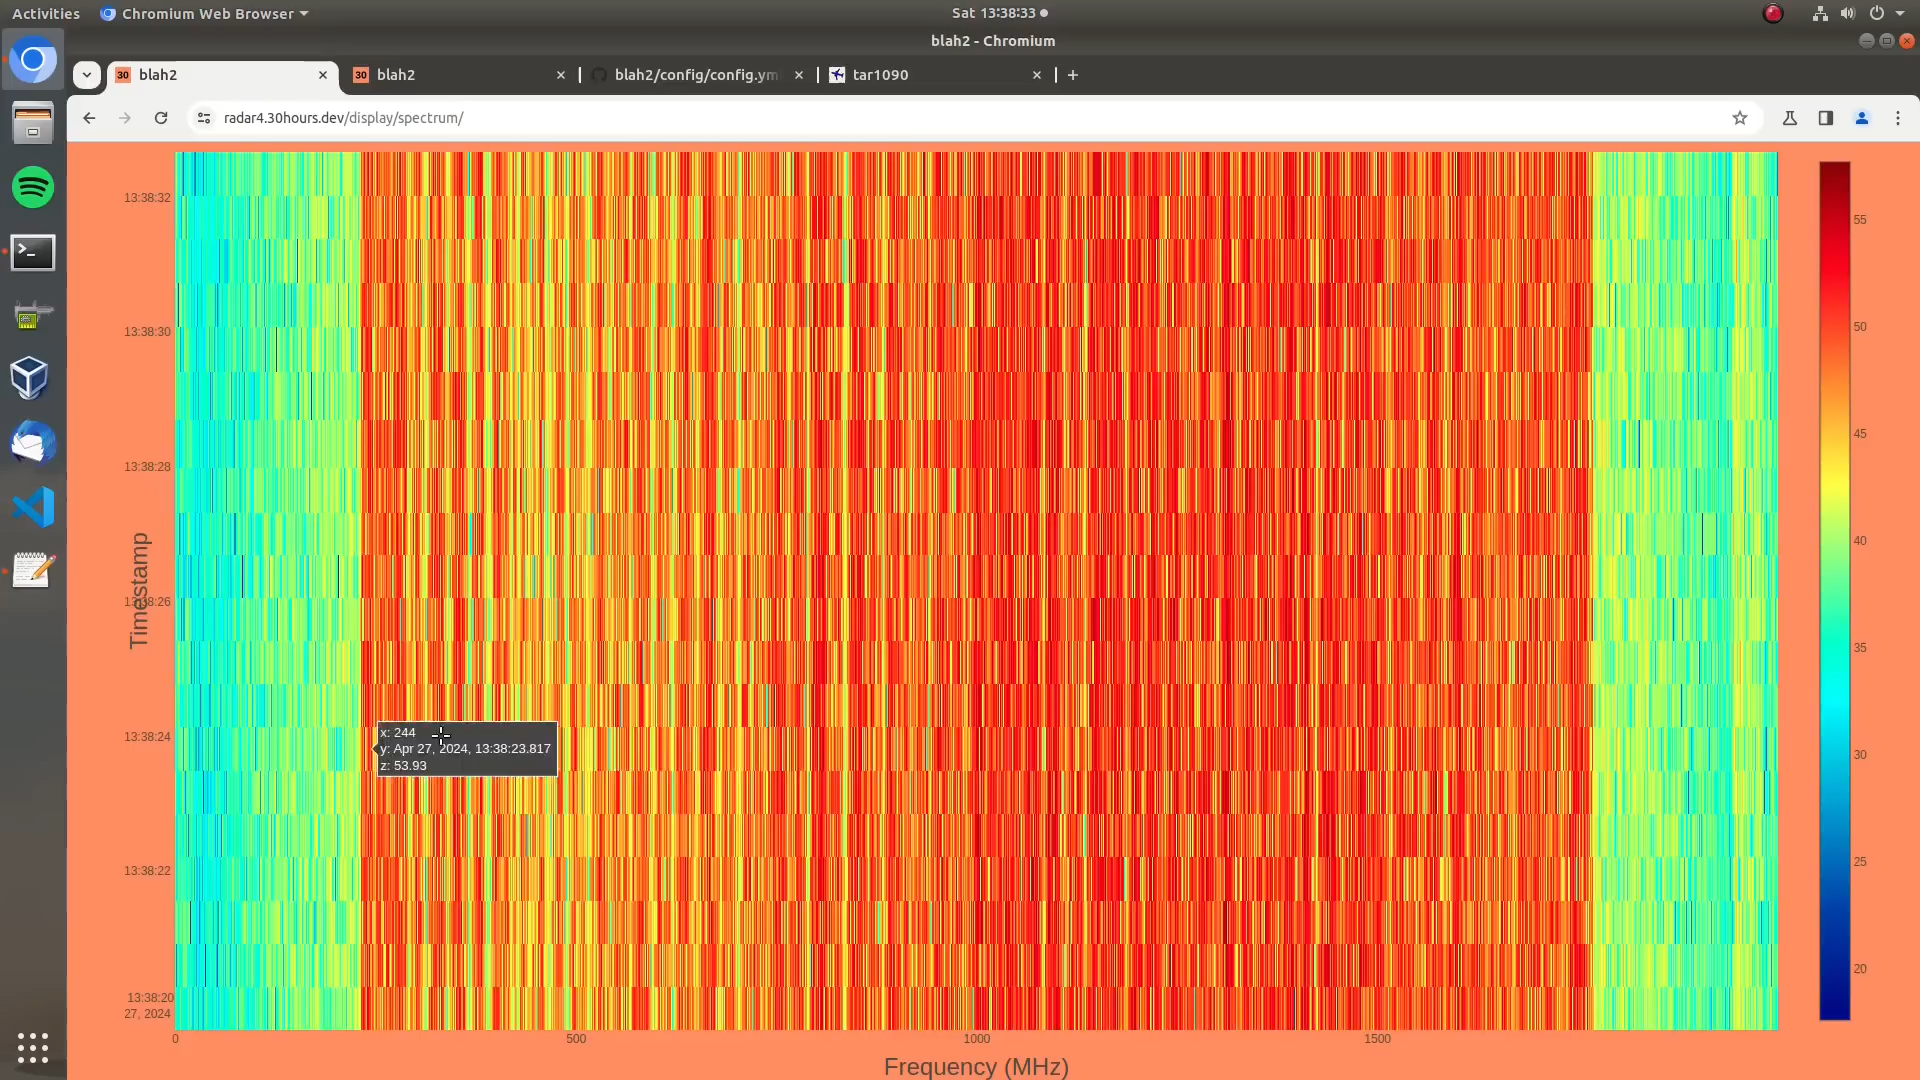 Activities
Chromium Web Browser
Sat 13:38:33
blah2 - Chromium
30 blah2
30 blah2
blah2/config/config.ym
tar1090
radar4.30hours.dev/display/spectrum/
13:38:32
13:38:30
13:38:28
13:38:26
13:38:24
13:38:22
13:38:20
27, 2024
Timestamp
x: 244
y: Apr 27, 2024, 13:38:23.817
z: 53.93
0
500
1000
1500
Frequency (MHz)
55
50
45
40
35
30
25
20